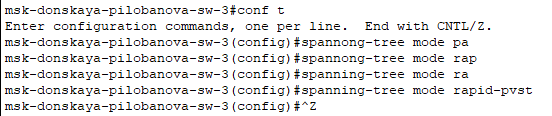 msk-donskaya-pilobanova-sw-3#conf t
Enter configuration commands, one per line.  End with CNTL/Z.
msk-donskaya-pilobanova-sw-3(config)#spannong-tree mode pa
msk-donskaya-pilobanova-sw-3(config)#spannong-tree mode rap
msk-donskaya-pilobanova-sw-3(config)#spanning-tree mode ra
msk-donskaya-pilobanova-sw-3(config)#spanning-tree mode rapid-pvst
msk-donskaya-pilobanova-sw-3(config)#^Z